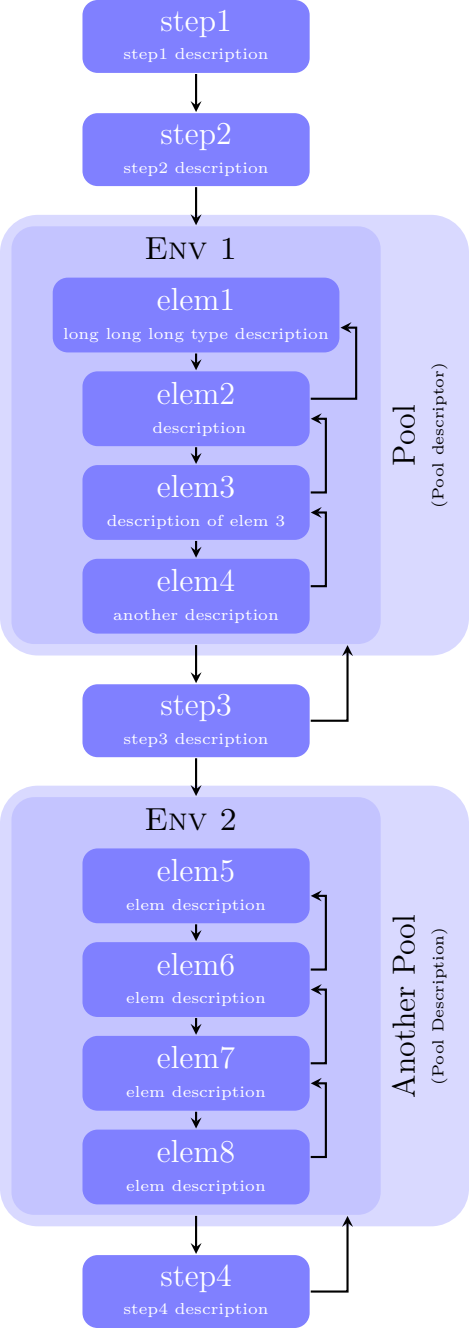 step1
step1 description
step2
step2 description
Env 1
elem1
long long long type description
elem2
description
elem3
description of elem 3
elem4
another description
Pool
(Pool descriptor)
step3
step3 description
Env 2
elem5
elem description
elem6
elem description
elem7
elem description
elem8
elem description
Another Pool
(Pool Description)
step4
step4 description